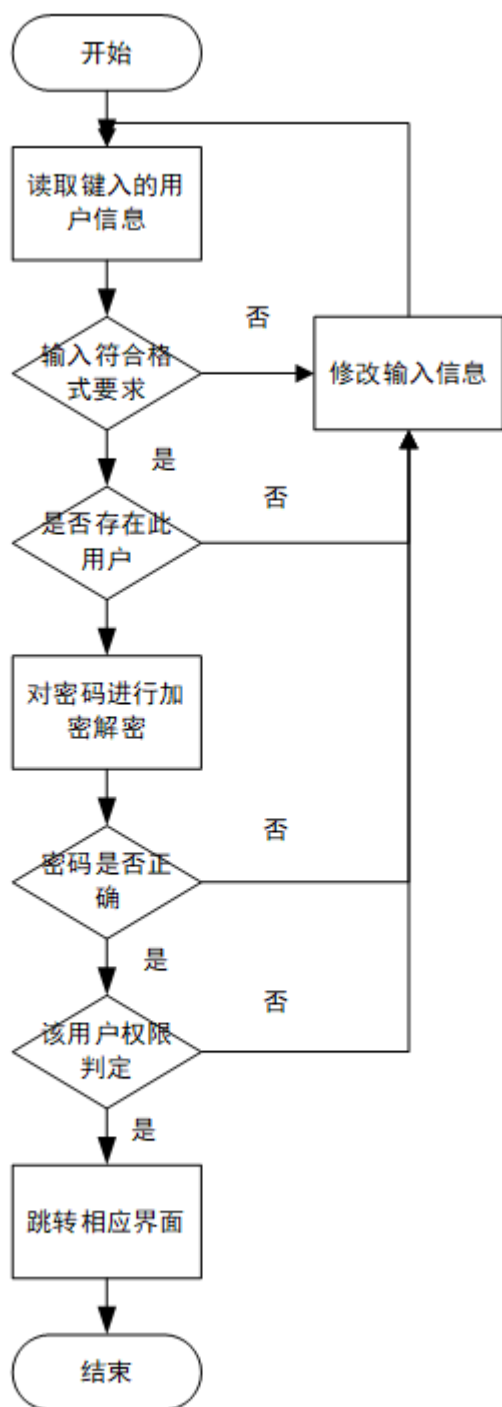 开始
读取键入的用
户信息
否
输入符合格
式要求
修改输入信息
是
否
是否存在此
用户
对密码进行加
密解密
否
密码是否正
确
是
否
该用户权限
判定
是
跳转相应界面
结束